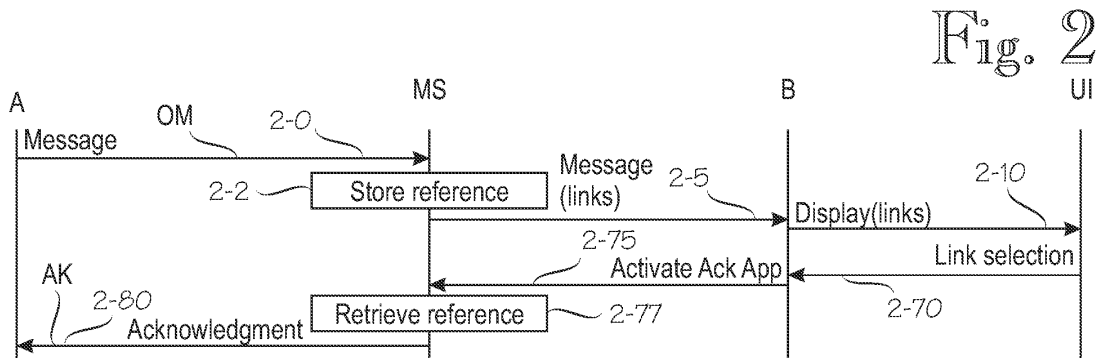 Fig. 2
A
MS
B
UI
OM
2-0
Message
2-2
Store reference
Message
(links)
2-5
2-10
Display(links)
2-75
Link selection
Activate Ack App
2-70
AK
2-80
Acknowledgment
Retrieve reference
2-77